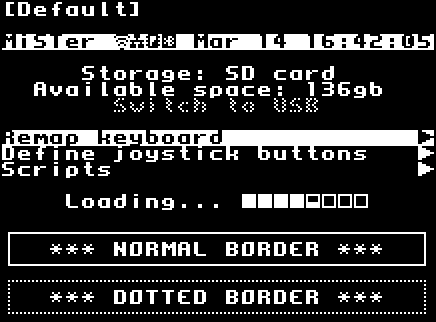 [Default]
MiSTer Mar 14 16:42:05
Storage: SD card
Available space: 136gb
Switch to USB
Remap keyboard
Define joystick buttons
Scripts
Loading...
*** NORMAL BORDER ***
*** DOTTED BORDER ***